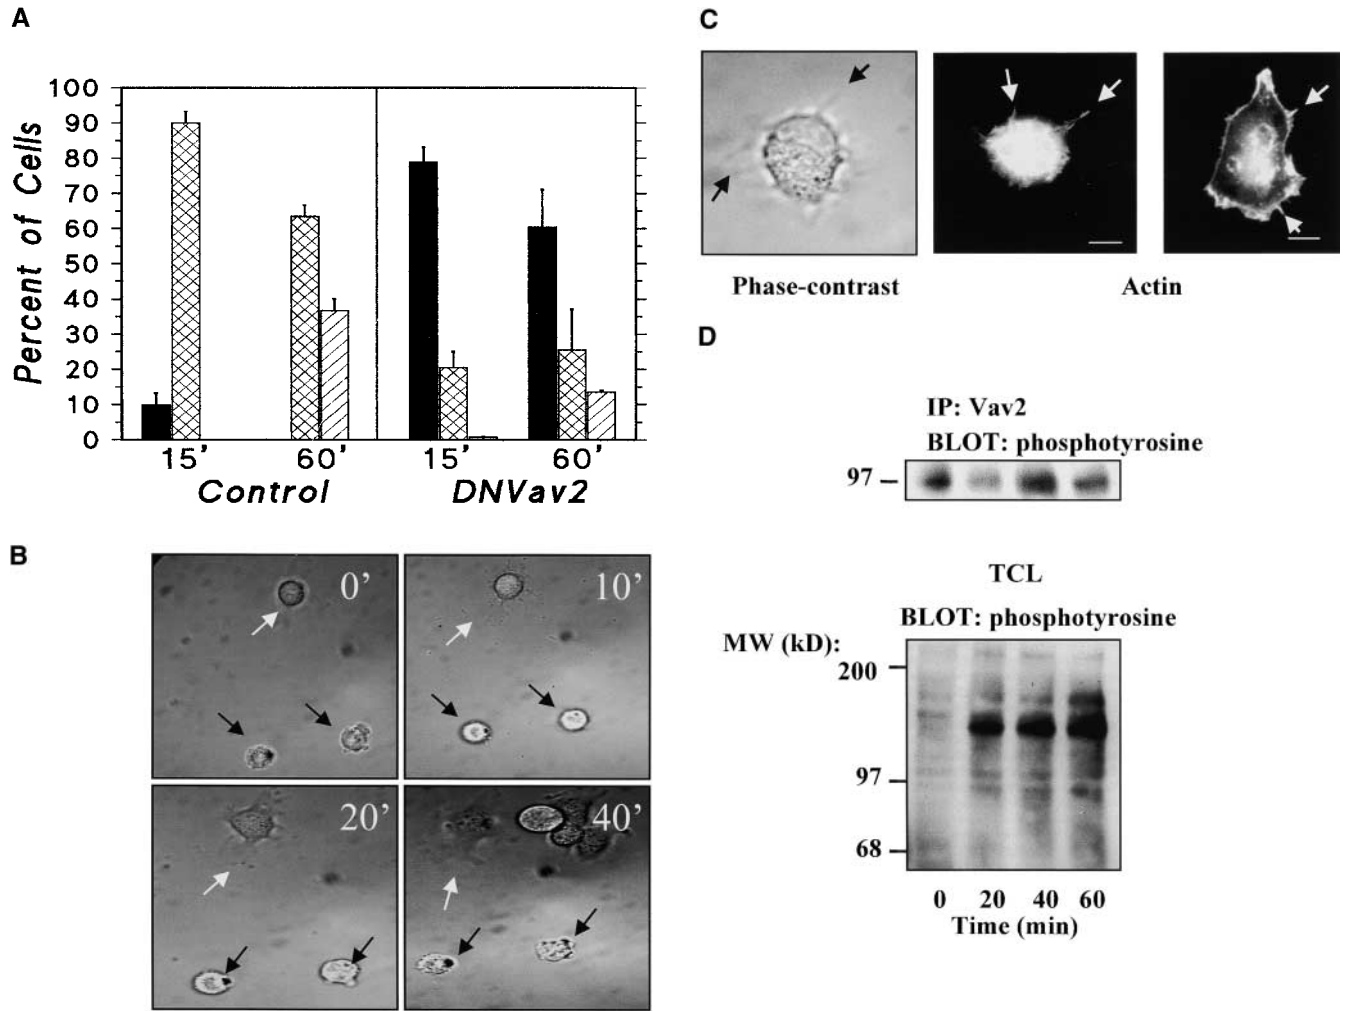 A
Percent of Cells
100
90
80
70
60
50
40
30
20
10
0
15' 60' 15' 60'
Control DNVav2
B
0’
10’
20’
40’
C
Phase-contrast
Actin
D
IP: Vav2
BLOT: phosphotyrosine
97
TCL
BLOT: phosphotyrosine
MW (kD):
200
97
68
0 20 40 60
Time (min)